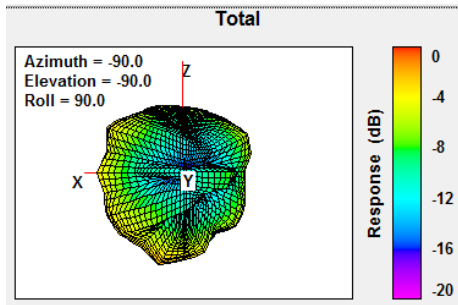 Total
Azimuth = -90.0
Elevation = -90.0
Roll = 90.0
Z
X
Y
0
-4
-8
-12
-16
-20
Response (dB)